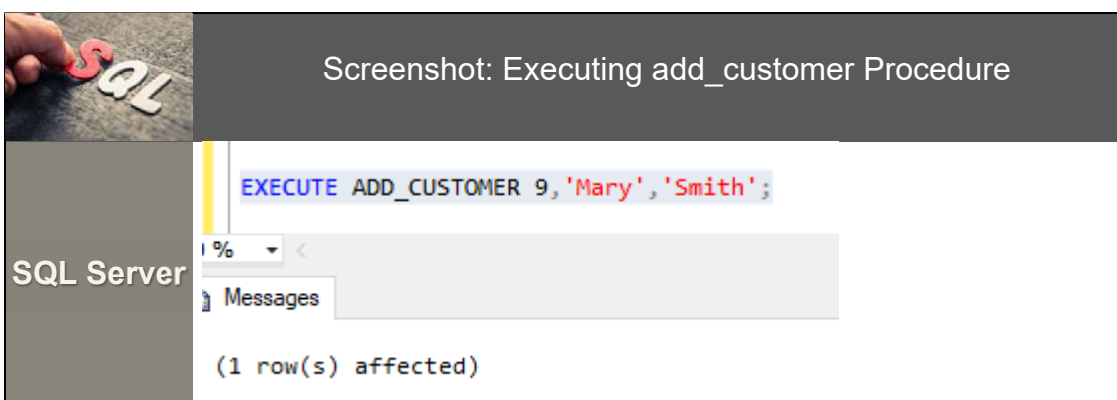 SQL
Screenshot: Executing add_customer Procedure
EXECUTE ADD_CUSTOMER 9,'Mary','Smith';
%
SQL Server
Messages
(1 row(s) affected)